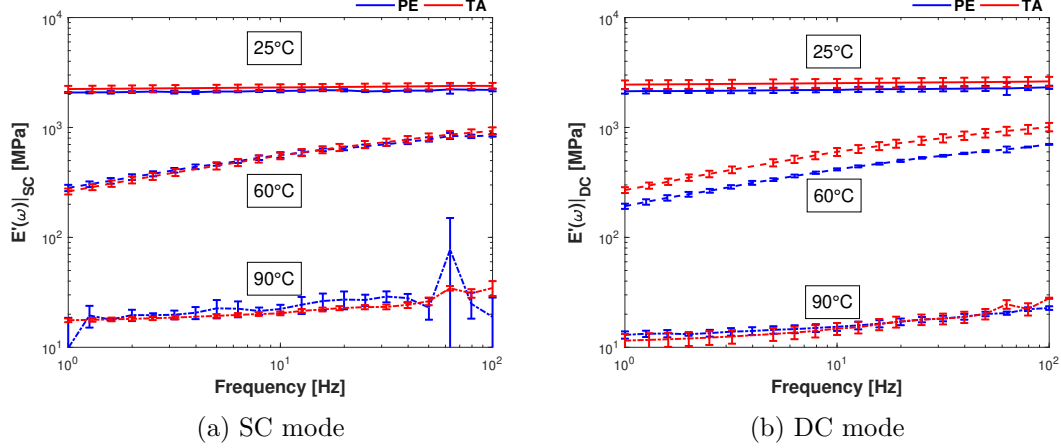 PE TA
10^4
25°C
10^3
60°C
10^2
90°C
10^1
10^0 10^1 10^2
Frequency [Hz]
E'(ω)|_SC [MPa]
(a) SC mode
PE TA
10^4
25°C
10^3
60°C
10^2
90°C
10^1
10^0 10^1 10^2
Frequency [Hz]
E'(ω)|_DC [MPa]
(b) DC mode